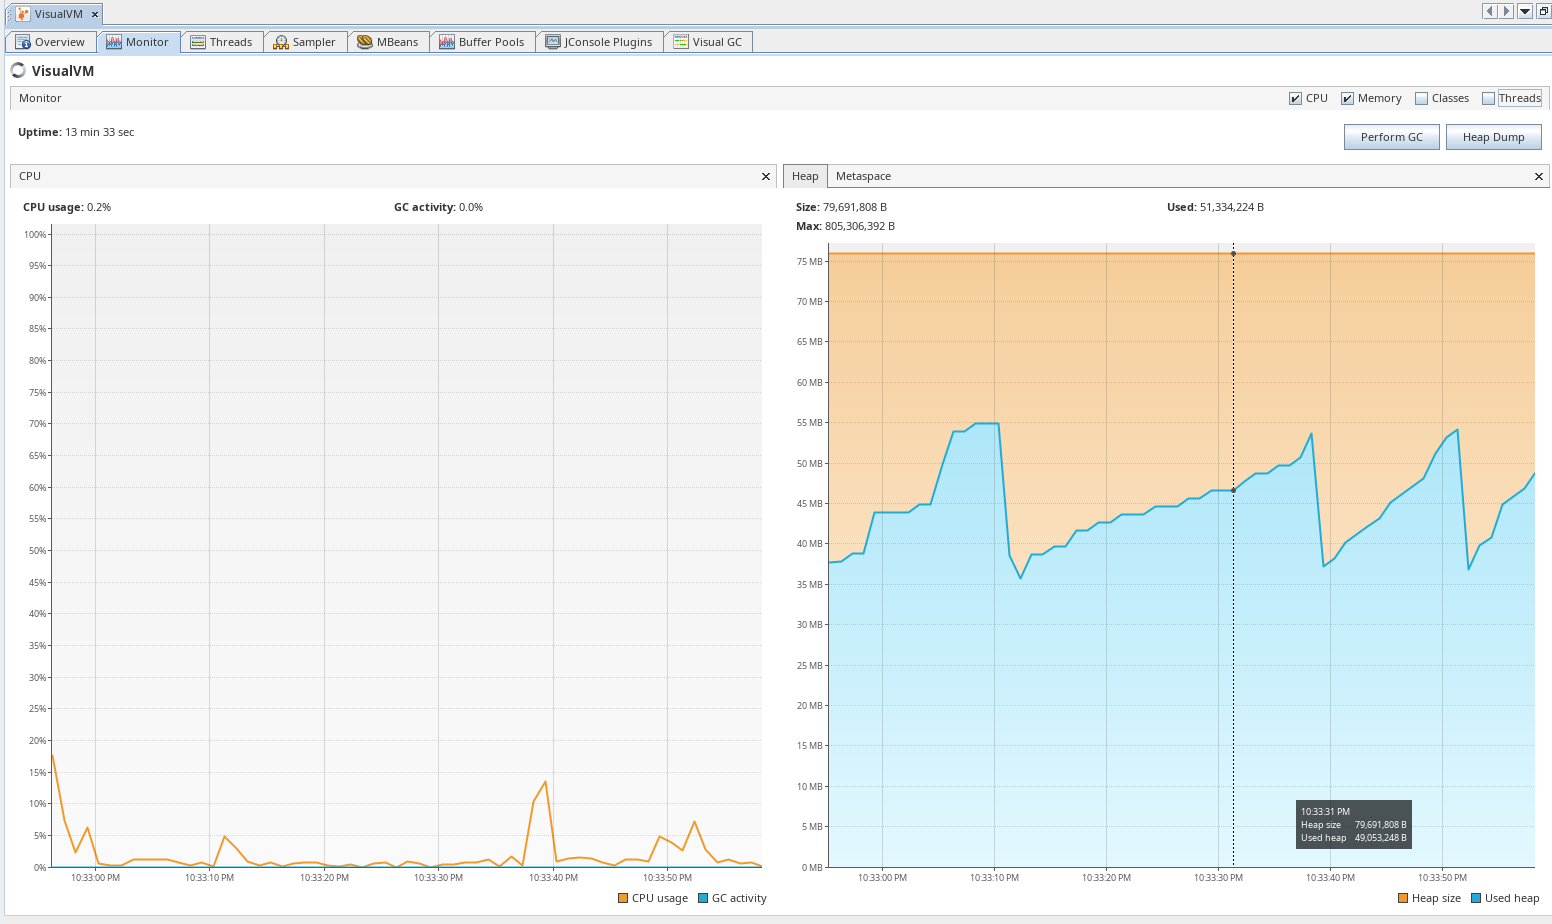 VisualVM
Overview Monitor Threads Sampler MBeans Buffer Pools JConsole Plugins Visual GC
VisualVM
Monitor CPU Memory Classes Threads
Uptime: 13 min 33 sec
Perform GC Heap Dump
CPU
CPU usage: 0.2% GC activity: 0.0%
100%
95%
90%
85%
80%
75%
70%
65%
60%
55%
50%
45%
40%
35%
30%
25%
20%
15%
10%
5%
0%
10:33:00 PM 10:33:10 PM 10:33:20 PM 10:33:30 PM 10:33:40 PM 10:33:50 PM
CPU usage GC activity
Heap Metaspace
Size: 79,691,808 B Used: 51,334,224 B
Max: 805,306,392 B
75 MB
70 MB
65 MB
60 MB
55 MB
50 MB
45 MB
40 MB
35 MB
30 MB
25 MB
20 MB
15 MB
10 MB
5 MB
0 MB
10:33:31 PM
Heap size 79,691,808 B
Used heap 49,053,248 B
10:33:00 PM 10:33:10 PM 10:33:20 PM 10:33:30 PM 10:33:40 PM 10:33:50 PM
Heap size Used heap